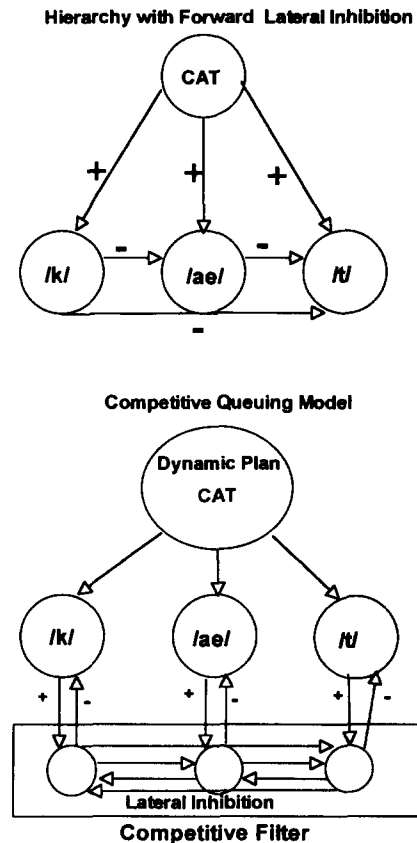 Hierarchy with Forward Lateral Inhibition
CAT
+ + +
/k/ - /ae/ - /t/
-
Competitive Queuing Model
Dynamic Plan
CAT
/k/ /ae/ /t/
+ - + - + -
Lateral Inhibition
Competitive Filter